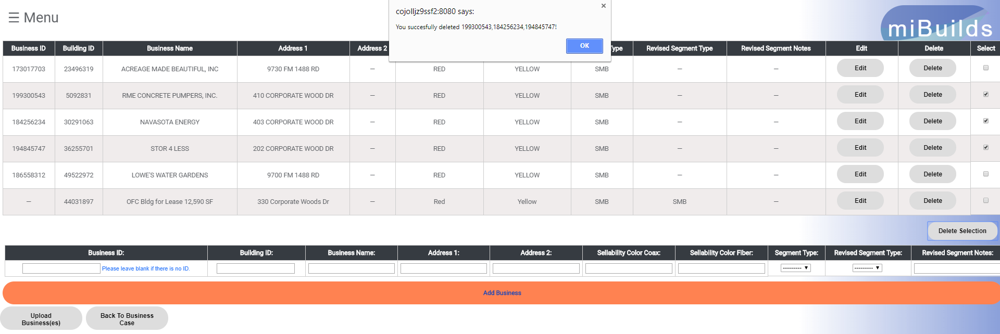 ☰ Menu
cojolljz9ssf2:8080 says:
You succesfully deleted 199300543,184256234,194845747!
OK
miBuilds
Business ID Building ID Business Name Address 1 Address 2 Type Revised Segment Type Revised Segment Notes Edit Delete Select
173017703 23496319 ACREAGE MADE BEAUTIFUL, INC 9730 FM 1488 RD — RED YELLOW SMB — — Edit Delete
199300543 5092831 RME CONCRETE PUMPERS, INC. 410 CORPORATE WOOD DR — RED YELLOW SMB — — Edit Delete
184256234 30291063 NAVASOTA ENERGY 403 CORPORATE WOOD DR — RED YELLOW SMB — — Edit Delete
194845747 36255701 STOR 4 LESS 202 CORPORATE WOOD DR — RED YELLOW SMB — — Edit Delete
186558312 49522972 LOWE'S WATER GARDENS 9700 FM 1488 RD — RED YELLOW SMB — — Edit Delete
— 44031897 OFC Bldg for Lease 12,590 SF 330 Corporate Woods Dr — Red Yellow SMB SMB — Edit Delete
Delete Selection
Business ID: Building ID: Business Name: Address 1: Address 2: Sellability Color Coax: Sellability Color Fiber: Segment Type: Revised Segment Type: Revised Segment Notes:
Please leave blank if there is no ID. --------- ---------
Add Business
Upload
Business(es)
Back To Business
Case